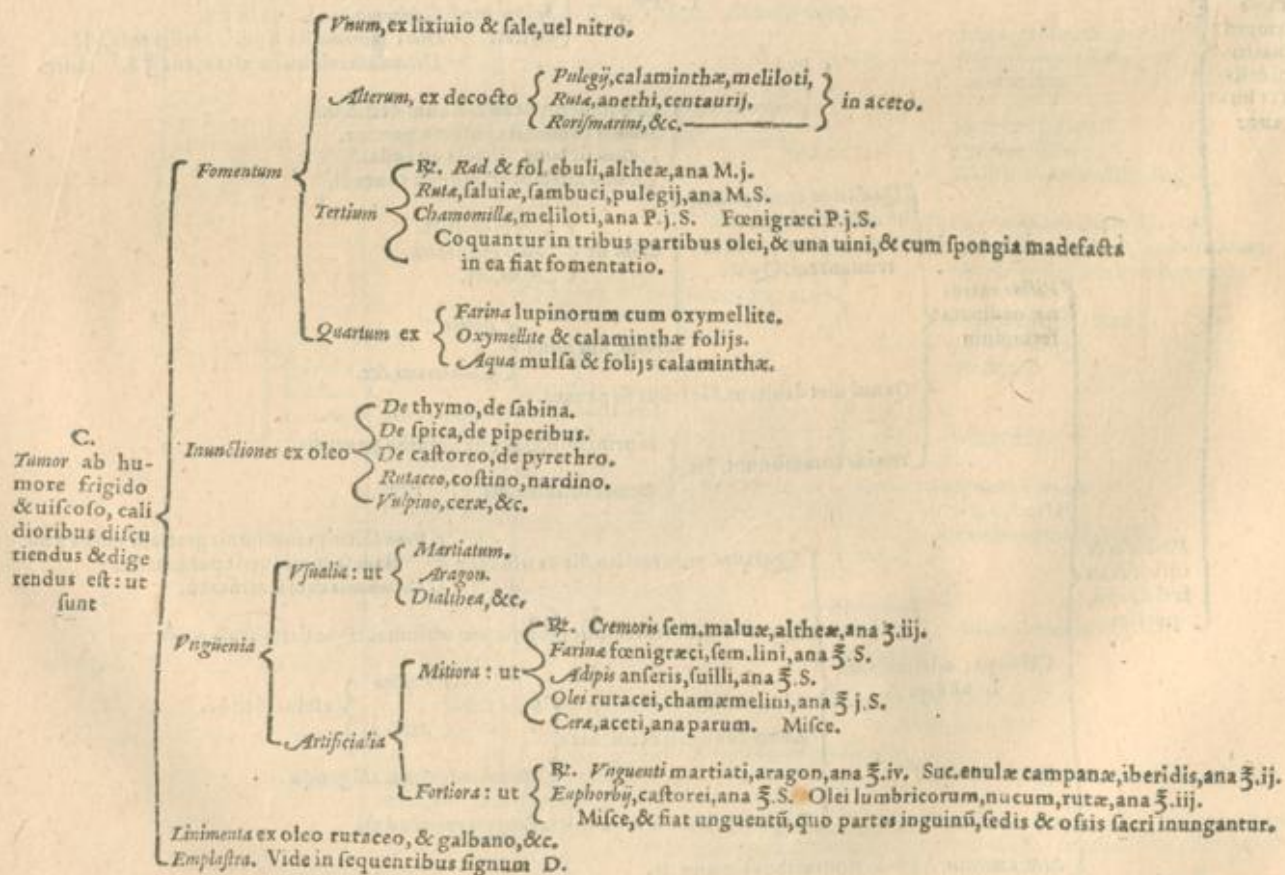 Vnum, ex lixiuio & ſale, uel nitro.
Alterum, ex decocto
Pulegij, calaminthæ, meliloti,
Rutæ, anethi, centaurij.
Roriſmarini, &c.
in aceto.
Fomentum
Tertium
℞. Rad. & fol. ebuli, altheæ, ana M.j.
Rutæ, ſaluiæ, ſambuci, pulegij, ana M.S.
Chamomillæ, meliloti, ana P.j.S. Fœnigræci P.j.S.
Coquantur in tribus partibus olei, & una uini, & cum ſpongia madefacta
in ea fiat fomentatio.
Quartum ex
Farina lupinorum cum oxymellite.
Oxymellite & calaminthæ folijs.
Aqua mulſa & folijs calaminthæ.
C.
Tumor ab hu-
more frigido
& uiſcoſo, cali
dioribus diſcu
tiendus & dige
rendus eſt: ut
ſunt
Inunctiones ex oleo
De thymo, de ſabina.
De ſpica, de piperibus.
De caſtoreo, de pyrethro.
Rutaceo, coſtino, nardino.
Vulpino, ceræ, &c.
Vnguenta
Vſualia: ut
Martiatum.
Aragon.
Dialthea, &c.
Artificialia
Mitiora: ut
℞. Cremoris ſem. maluæ, altheæ, ana ʒ.iij.
Farinæ fœnigræci, ſem. lini, ana ℥.S.
Adipis anſeris, ſuilli, ana ℥.S.
Olei rutacei, chamæmelini, ana ℥ j.S.
Ceræ, aceti, ana parum. Miſce.
Fortiora: ut
℞. Vnguenti martiati, aragon, ana ℥.iv. Suc. enulæ campanæ, iberidis, ana ℥.ij.
Euphorbij, caſtorei, ana ℥.S. Olei lumbricorum, nucum, rutæ, ana ℥.iij.
Miſce, & fiat unguentũ, quo partes inguinũ, ſedis & oſsis ſacri inungantur.
Linimenta ex oleo rutaceo, & galbano, &c.
Emplaſtra. Vide in ſequentibus ſignum D.